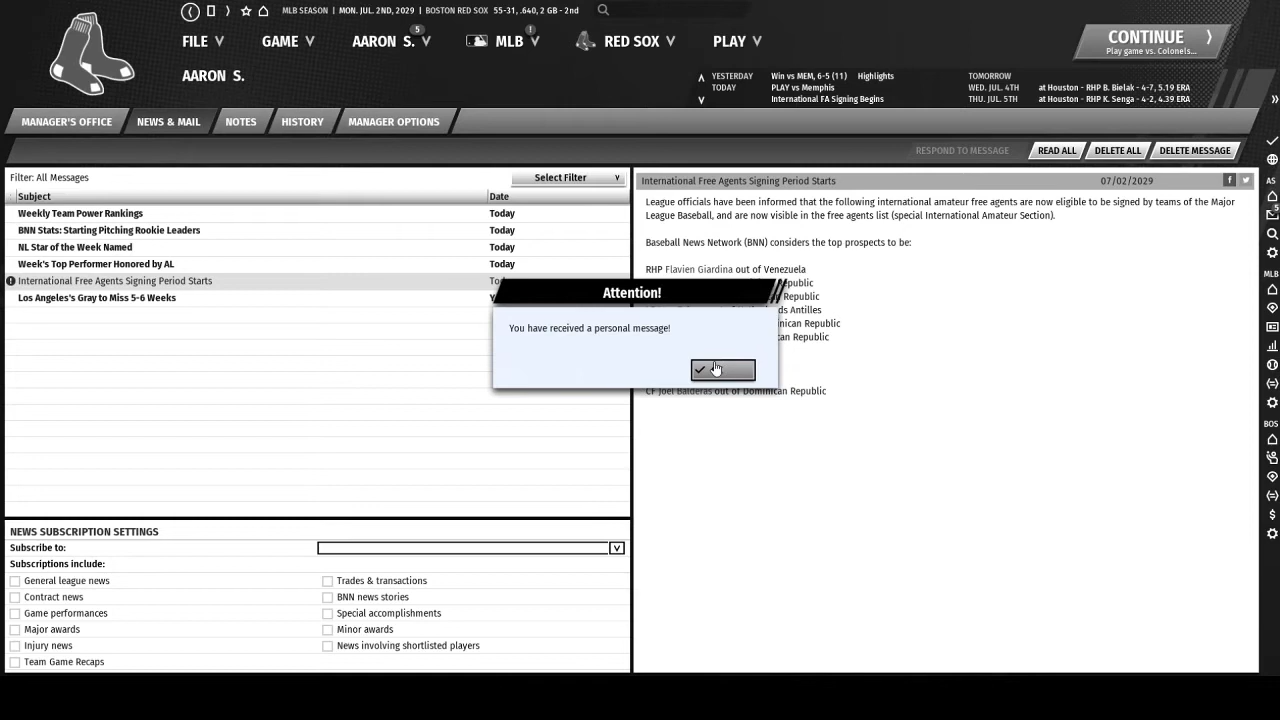 MLB SEASON | MON. JUL. 2ND, 2029 | BOSTON RED SOX 55-31, .640, 2 GB - 2nd
5
!
FILE GAME AARON S. MLB RED SOX PLAY
CONTINUE
Play game vs. Colonels...
AARON S.
YESTERDAY Win vs MEM, 6-5 (11) Highlights TOMORROW
TODAY PLAY vs Memphis WED. JUL. 4TH at Houston - RHP B. Bielak - 4-7, 5.19 ERA
International FA Signing Begins THU. JUL. 5TH at Houston - RHP K. Senga - 4-2, 4.39 ERA
MANAGER'S OFFICE NEWS & MAIL NOTES HISTORY MANAGER OPTIONS
RESPOND TO MESSAGE READ ALL DELETE ALL DELETE MESSAGE
Filter: All Messages Select Filter
Subject Date
Weekly Team Power Rankings Today
BNN Stats: Starting Pitching Rookie Leaders Today
NL Star of the Week Named Today
Week's Top Performer Honored by AL Today
International Free Agents Signing Period Starts
Los Angeles's Gray to Miss 5-6 Weeks
International Free Agents Signing Period Starts 07/02/2029
League officials have been informed that the following international amateur free agents are now eligible to be signed by teams of the Major
League Baseball, and are now visible in the free agents list (special International Amateur Section).
Baseball News Network (BNN) considers the top prospects to be:
RHP Flavien Giardina out of Venezuela
Republic
Republic
Antilles
Republic
Republic
CF Joel Balderas out of Dominican Republic
Attention!
You have received a personal message!
NEWS SUBSCRIPTION SETTINGS
Subscribe to:
Subscriptions include:
General league news Trades & transactions
Contract news BNN news stories
Game performances Special accomplishments
Major awards Minor awards
Injury news News involving shortlisted players
Team Game Recaps
AS
5
MLB
BOS